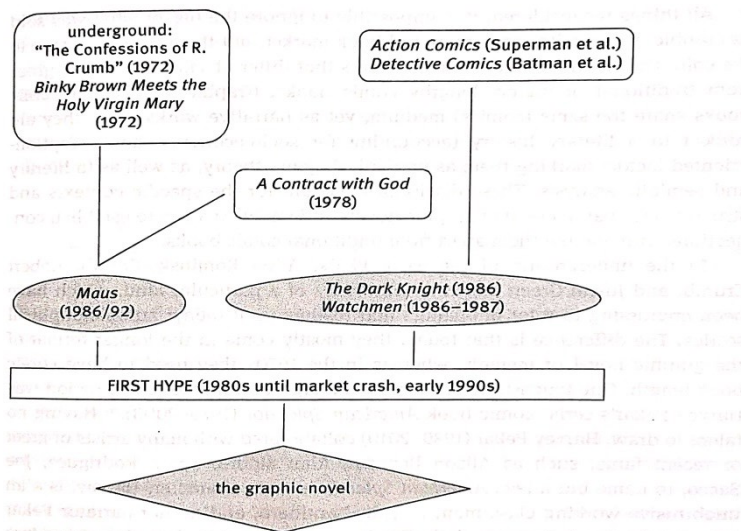 underground:
“The Confessions of R.
Crumb” (1972)
Binky Brown Meets the
Holy Virgin Mary
(1972)
Action Comics (Superman et al.)
Detective Comics (Batman et al.)
A Contract with God
(1978)
Maus
(1986/92)
The Dark Knight (1986)
Watchmen (1986–1987)
FIRST HYPE (1980s until market crash, early 1990s)
the graphic novel